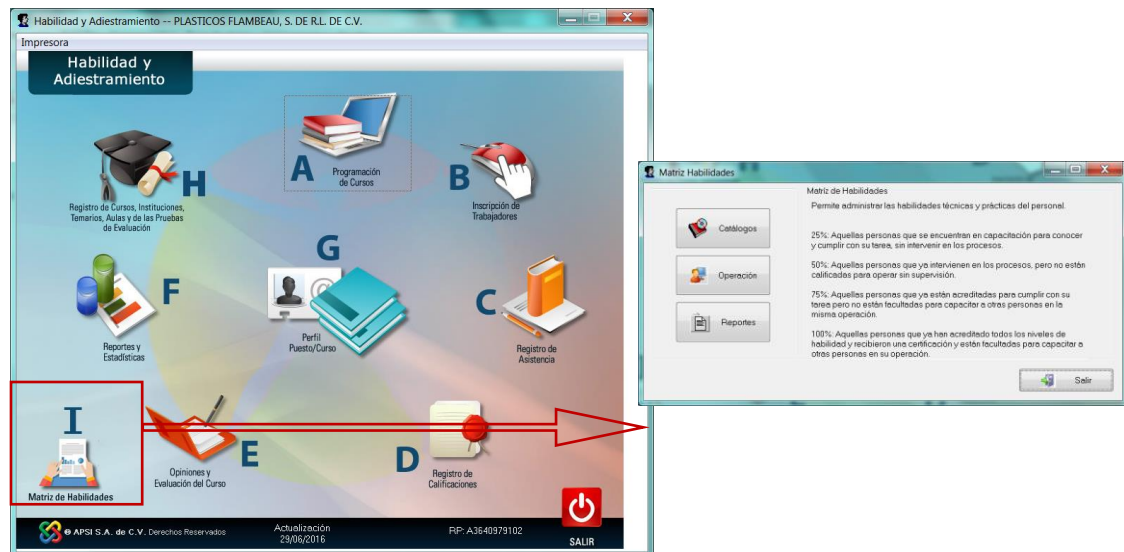 Habilidad y Adiestramiento -- PLASTICOS FLAMBEAU, S. DE R.L. DE C.V.
Impresora
Habilidad y
Adiestramiento
A
Programación
de Cursos
B
Inscripción de
Trabajadores
H
Registro de Cursos, Instituciones,
Temarios, Aulas y de las Pruebas
de Evaluación
G
Perfil
Puesto/Curso
F
Reportes y
Estadísticas
C
Registro de
Asistencia
I
Matriz de Habilidades
E
Opiniones y
Evaluación del Curso
D
Registro de
Calificaciones
© APSI S.A. de C.V. Derechos Reservados
Actualización
29/06/2016
RP: A3640979102
SALIR
Matriz Habilidades
Catálogos
Operación
Reportes
Matriz de Habilidades
Permite administrar las habilidades técnicas y prácticas del personal.
25%: Aquellas personas que se encuentran en capacitación para conocer
y cumplir con su tarea, sin intervenir en los procesos.
50%: Aquellas personas que ya intervienen en los procesos, pero no están
calificadas para operar sin supervisión.
75%: Aquellas personas que ya están acreditadas para cumplir con su
tarea pero no están facultadas para capacitar a otras personas en la
misma operación.
100%: Aquellas personas que ya han acreditado todos los niveles de
habilidad y recibieron una certificación y están facultadas para capacitar a
otras personas en su operación.
Salir